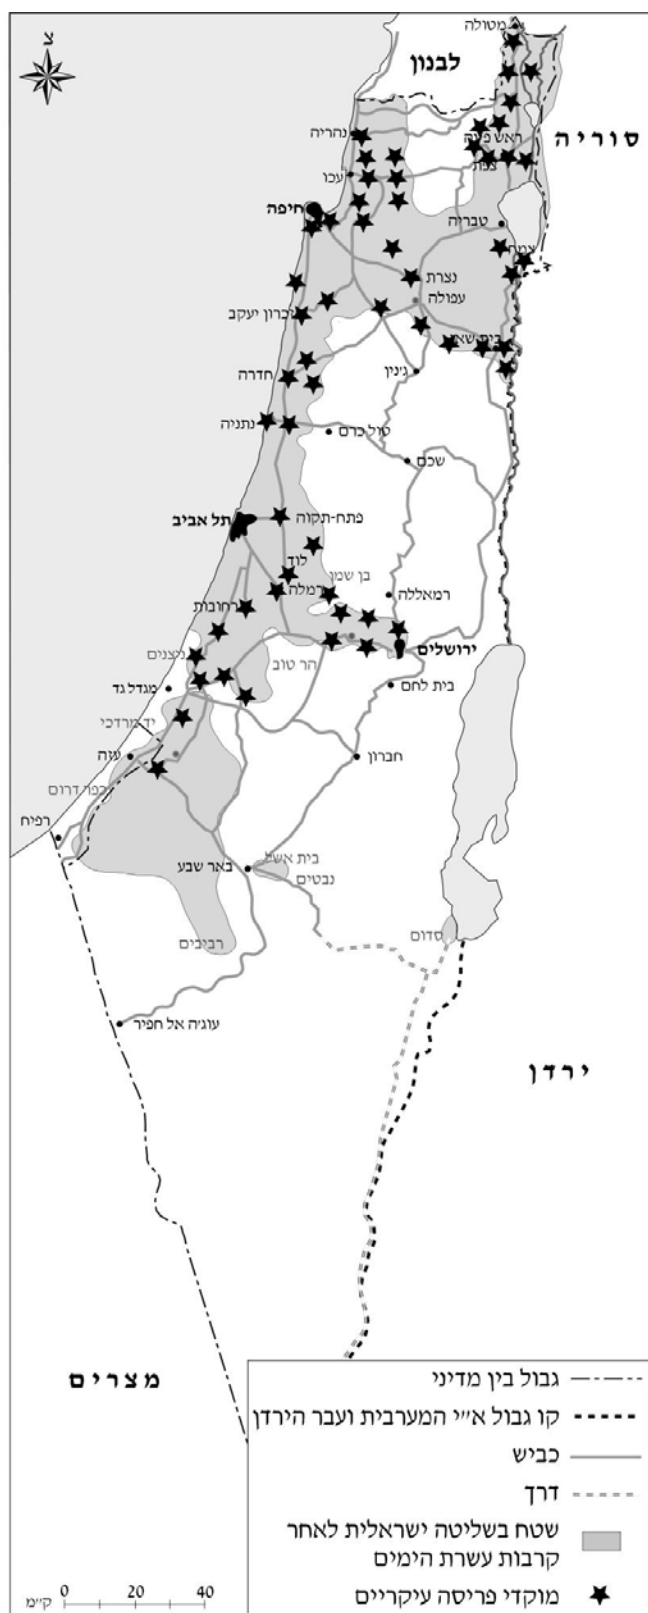 צ
מטולה
לבנון
סוריה
נהריה
ראש פינה
צפת
עכו
חיפה
טבריה
צמח
נצרת
עפולה
זכרון יעקב
בית שאן
חדרה
ג׳נין
נתניה
טול כרם
שכם
תל אביב
פתח-תקוה
לוד
בן שמן
רמלה
רמאללה
רחובות
ירושלים
ניצנים
הר טוב
מגדל גד
בית לחם
יד מרדכי
עזה
חברון
כפר דרום
רפיח
בית אשל
באר שבע
נבטים
רביבים
סדום
עוג׳ה אל חפיר
ירדן
מצרים
גבול בין מדיני
קו גבול א״י המערבית ועבר הירדן
כביש
דרך
שטח בשליטה ישראלית לאחר
קרבות עשרת הימים
מוקדי פריסה עיקריים
0 20 40
ק״מ